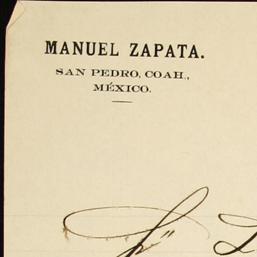 MANUEL ZAPATA.
SAN PEDRO, COAH.,
MÉXICO.